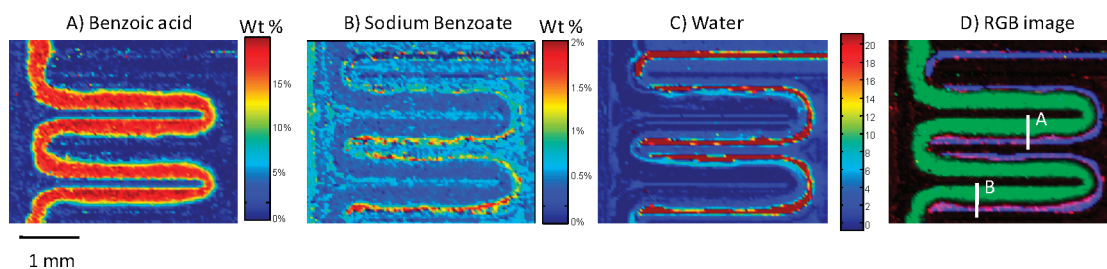 A) Benzoic acid
Wt %
B) Sodium Benzoate
Wt %
C) Water
D) RGB image
15%
10%
5%
0%
2%
1.5%
1%
0.5%
0%
20
18
16
14
12
10
8
6
4
2
0
A
B
1 mm